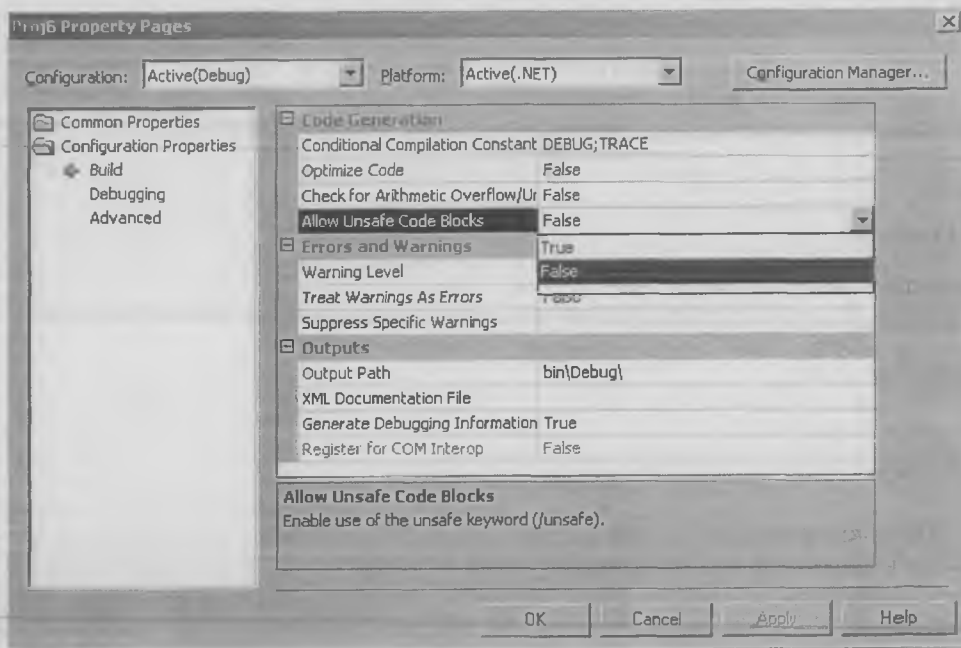 Proj6 Property Pages
Configuration: Active(Debug) Platform: Active(.NET) Configuration Manager...
Common Properties
Configuration Properties
Build
Debugging
Advanced
Code Generation
Conditional Compilation Constant DEBUG;TRACE
Optimize Code False
Check for Arithmetic Overflow/Ur False
Allow Unsafe Code Blocks False
True
False
Errors and Warnings
Warning Level
Treat Warnings As Errors
Suppress Specific Warnings
Outputs
Output Path bin\Debug\
XML Documentation File
Generate Debugging Information True
Register for COM Interop False
Allow Unsafe Code Blocks
Enable use of the unsafe keyword (/unsafe).
OK Cancel Apply Help